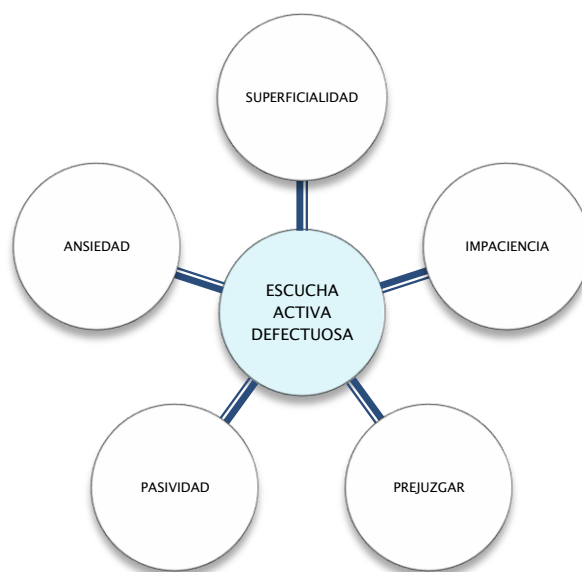 SUPERFICIALIDAD
ANSIEDAD
IMPACIENCIA
ESCUCHA
ACTIVA
DEFECTUOSA
PASIVIDAD
PREJUZGAR